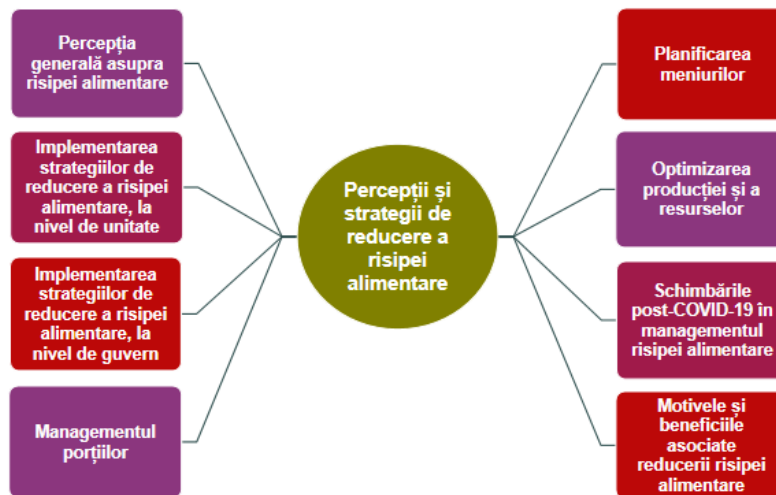 Percepția
generală asupra
risipei alimentare
Implementarea
strategiilor de
reducere a risipei
alimentare, la
nivel de unitate
Implementarea
strategiilor de
reducere a risipei
alimentare, la
nivel de guvern
Managementul
porțiilor
Percepții și
strategii de
reducere a
risipei
alimentare
Planificarea
meniurilor
Optimizarea
producției și a
resurselor
Schimbările
post-COVID-19 în
managementul
risipei alimentare
Motivele și
beneficiile
asociate
reducerii risipei
alimentare